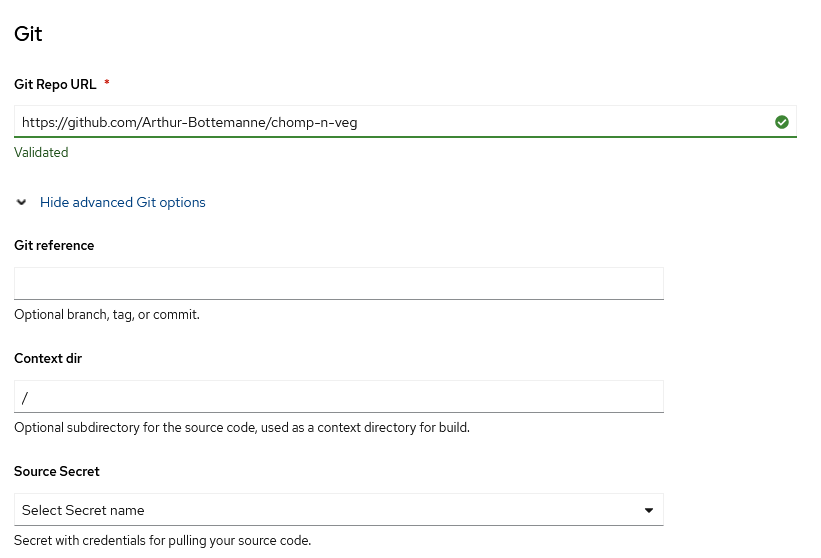 Git
Git Repo URL *
https://github.com/Arthur-Bottemanne/chomp-n-veg
Validated
Hide advanced Git options
Git reference
Optional branch, tag, or commit.
Context dir
/
Optional subdirectory for the source code, used as a context directory for build.
Source Secret
Select Secret name
Secret with credentials for pulling your source code.